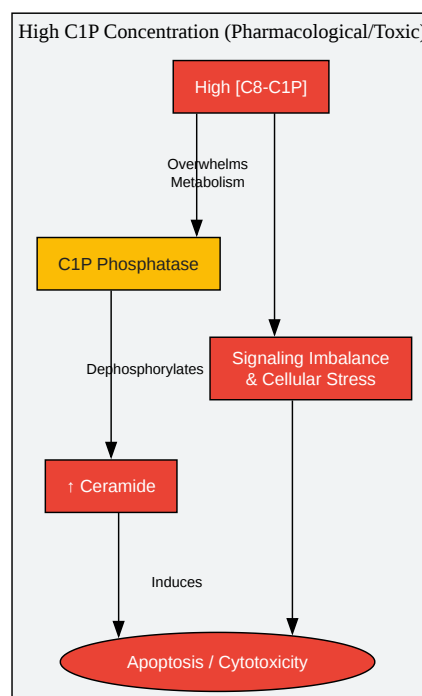 High C1P Concentration (Pharmacological/Toxic)
High [C8-C1P]
Overwhelms
Metabolism
C1P Phosphatase
Signaling Imbalance
& Cellular Stress
Dephosphorylates
↑ Ceramide
Induces
Apoptosis / Cytotoxicity